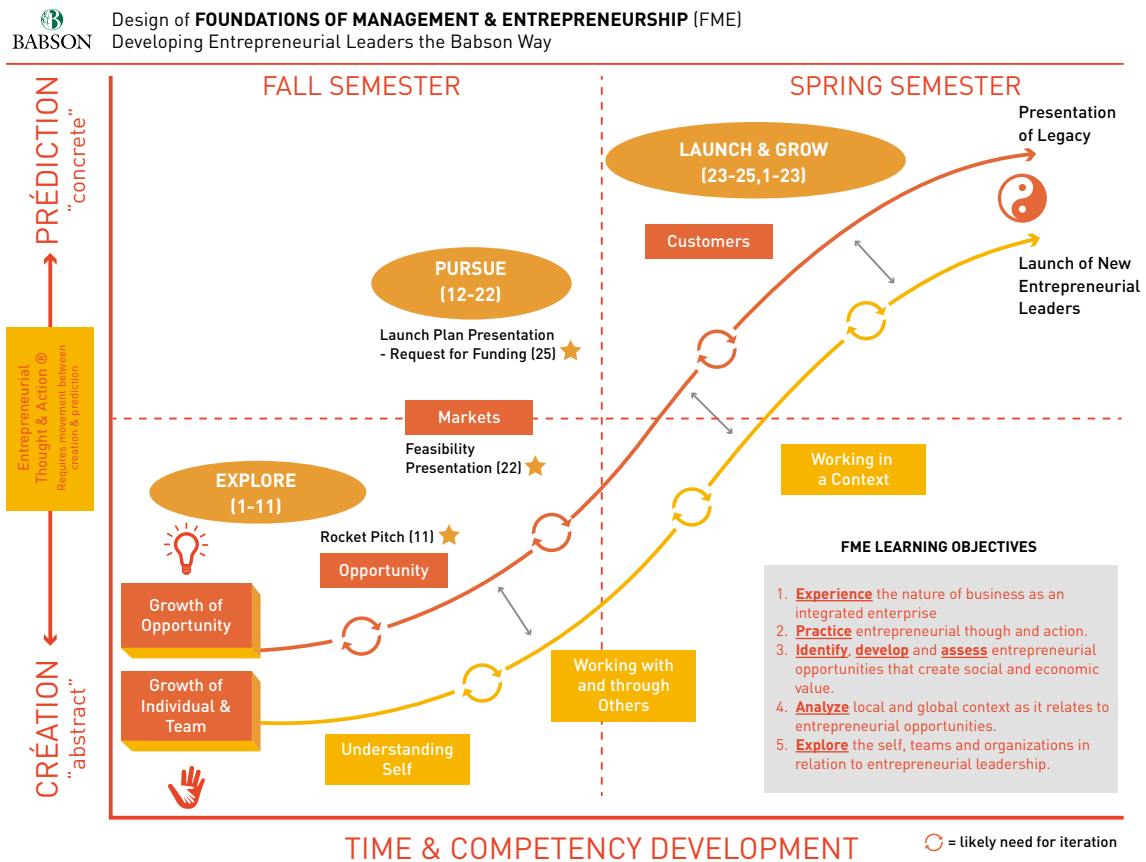 BABSON
Design of FOUNDATIONS OF MANAGEMENT & ENTREPRENEURSHIP (FME)
Developing Entrepreneurial Leaders the Babson Way
FALL SEMESTER
SPRING SEMESTER
PRÉDICTION
"concrete"
Entrepreneurial
Thought & Action ®
Requires movement between
creation & prediction
CRÉATION
"abstract"
Presentation
of Legacy
LAUNCH & GROW
(23-25,1-23)
Customers
PURSUE
(12-22)
Launch of New
Entrepreneurial
Leaders
Launch Plan Presentation
- Request for Funding (25)
Markets
Feasibility
Presentation (22)
Working in
a Context
EXPLORE
(1-11)
Rocket Pitch (11)
Opportunity
Growth of
Opportunity
Growth of
Individual &
Team
Working with
and through
Others
Understanding
Self
FME LEARNING OBJECTIVES
1. Experience the nature of business as an
integrated enterprise
2. Practice entrepreneurial though and action.
3. Identify, develop and assess entrepreneurial
opportunities that create social and economic
value.
4. Analyze local and global context as it relates to
entrepreneurial opportunities.
5. Explore the self, teams and organizations in
relation to entrepreneurial leadership.
TIME & COMPETENCY DEVELOPMENT
= likely need for iteration